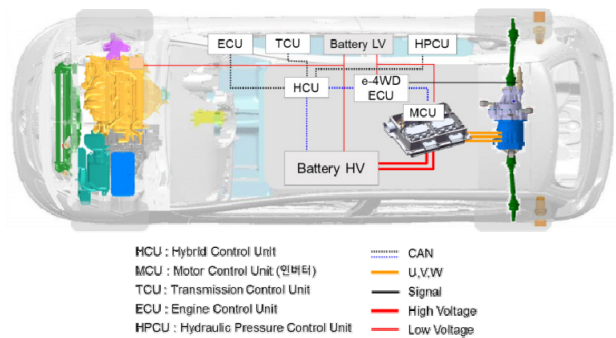 ECU TCU Battery LV HPCU
HCU e-4WD
ECU
MCU
Battery HV
HCU : Hybrid Control Unit
MCU : Motor Control Unit (인버터)
TCU : Transmission Control Unit
ECU : Engine Control Unit
HPCU : Hydraulic Pressure Control Unit
CAN
U,V,W
Signal
High Voltage
Low Voltage